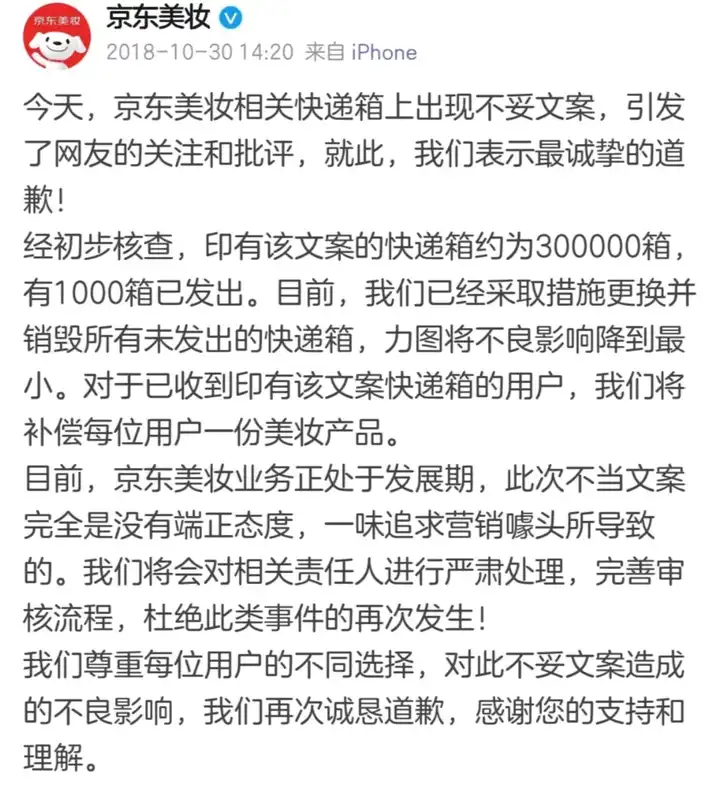 京东美妆
京东美妆
2018-10-30 14:20 来自 iPhone
今天，京东美妆相关快递箱上出现不妥文案，引发
了网友的关注和批评，就此，我们表示最诚挚的道
歉！
经初步核查，印有该文案的快递箱约为300000箱，
有1000箱已发出。目前，我们已经采取措施更换并
销毁所有未发出的快递箱，力图将不良影响降到最
小。对于已收到印有该文案快递箱的用户，我们将
补偿每位用户一份美妆产品。
目前，京东美妆业务正处于发展期，此次不当文案
完全是没有端正态度，一味追求营销噱头所导致
的。我们将会对相关责任人进行严肃处理，完善审
核流程，杜绝此类事件的再次发生！
我们尊重每位用户的不同选择，对此不妥文案造成
的不良影响，我们再次诚恳道歉，感谢您的支持和
理解。